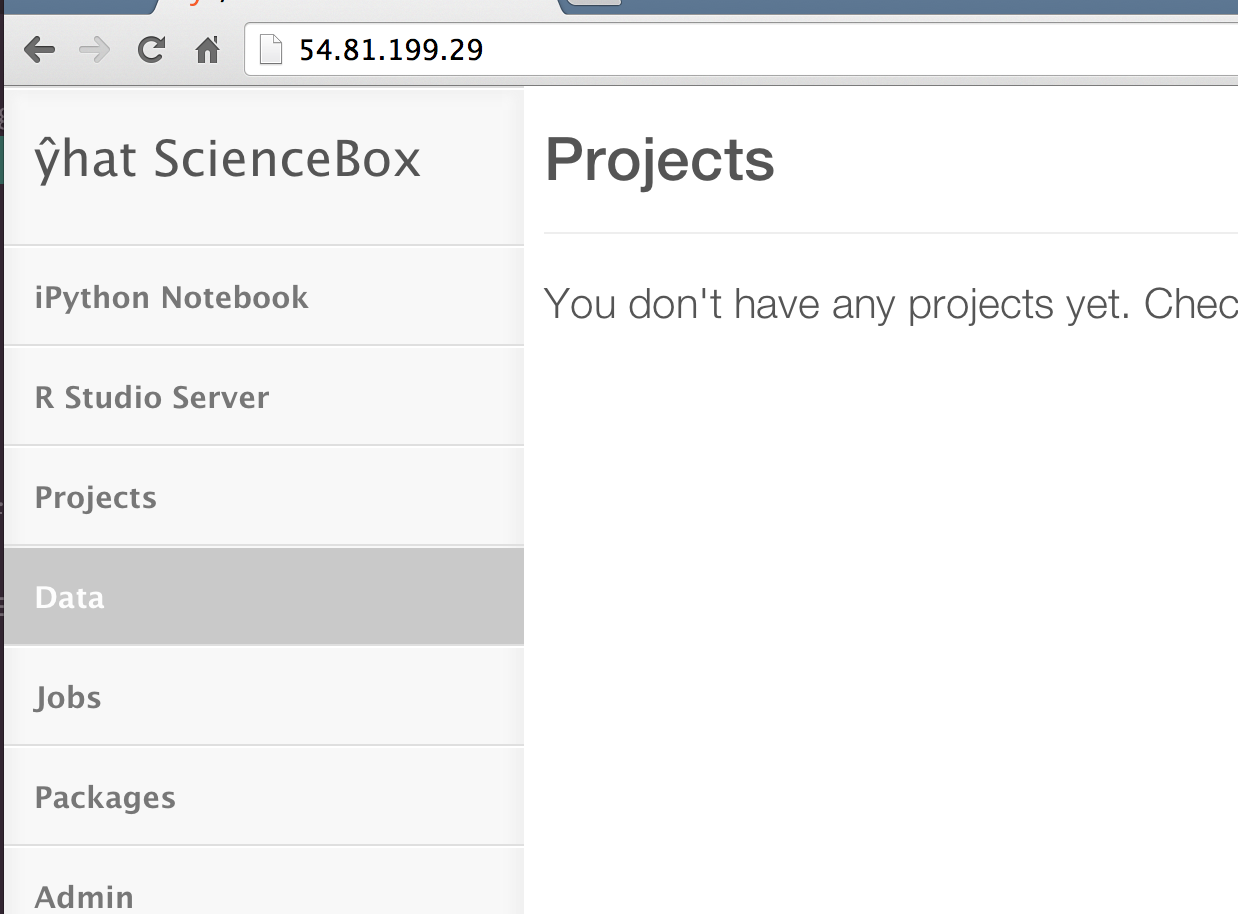 54.81.199.29
ŷhat ScienceBox
iPython Notebook
R Studio Server
Projects
Data
Jobs
Packages
Admin
Projects
You don't have any projects yet.